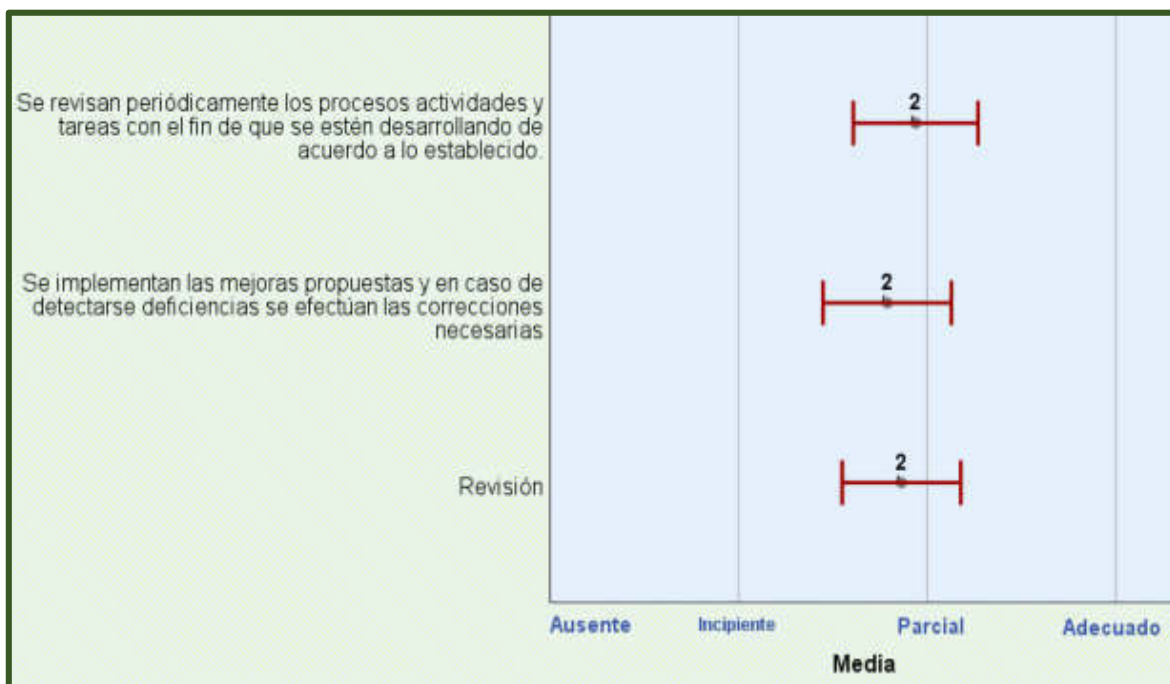 2
Se revisan periódicamente los procesos actividades y
tareas con el fin de que se estén desarrollando de
acuerdo a lo establecido.
2
Se implementan las mejoras propuestas y en caso de
detectarse deficiencias se efectúan las correcciones
necesarias
2
Revisión
Ausente Incipiente Parcial Adecuado
Media